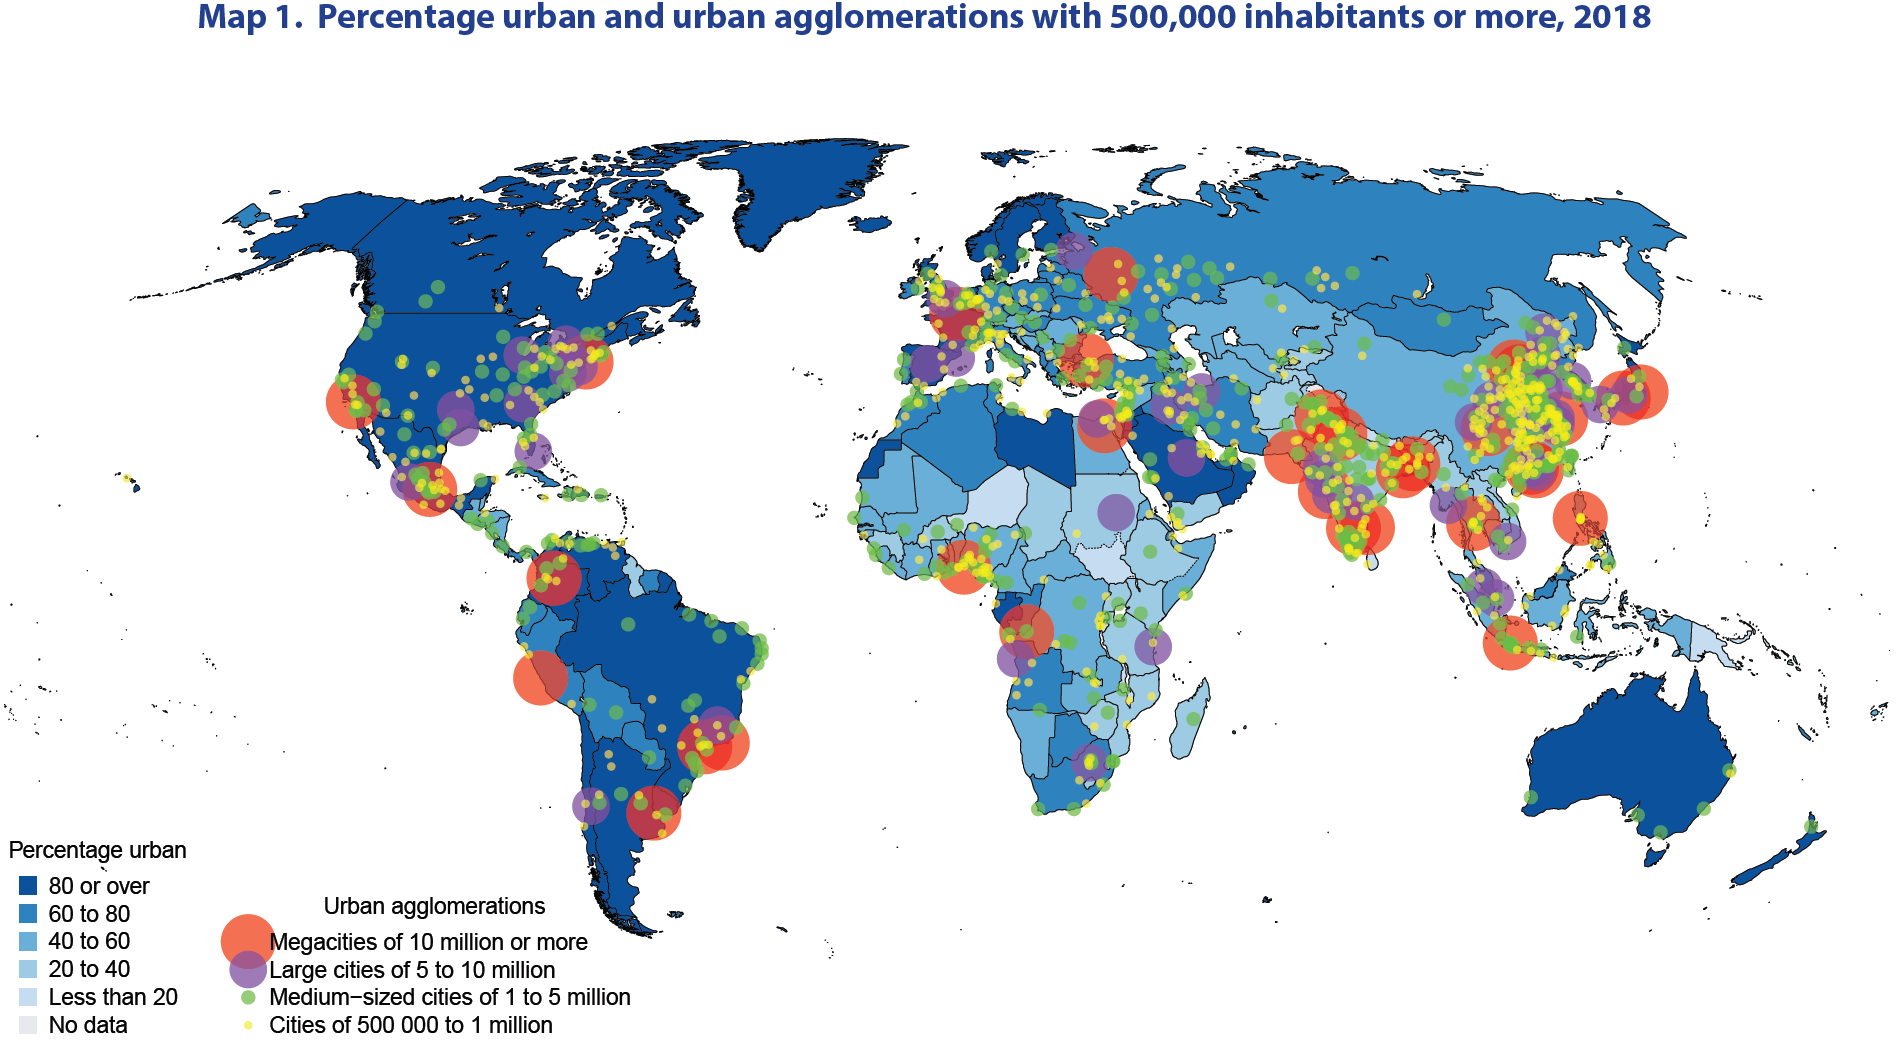 Map 1. Percentage urban and urban agglomerations with 500,000 inhabitants or more, 2018
Percentage urban
80 or over
60 to 80
40 to 60
20 to 40
Less than 20
No data
Urban agglomerations
Megacities of 10 million or more
Large cities of 5 to 10 million
Medium−sized cities of 1 to 5 million
Cities of 500 000 to 1 million